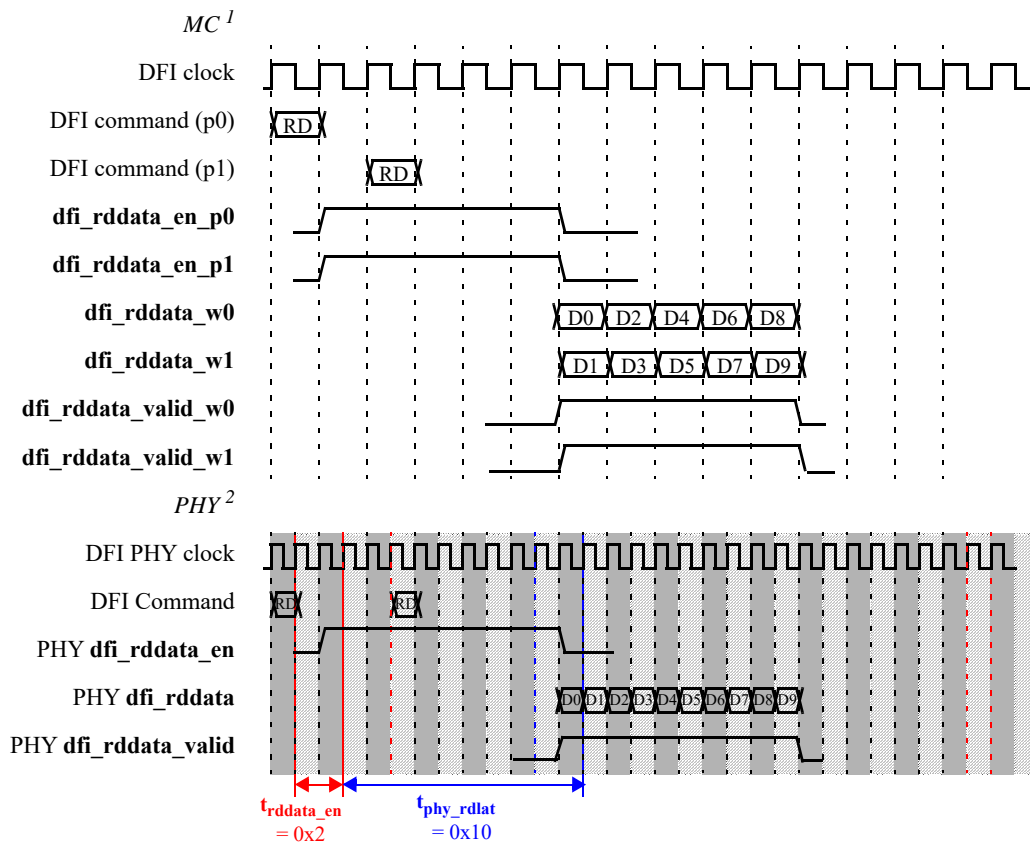 MC 1
DFI clock
DFI command (p0) RD
DFI command (p1) RD
dfi_rddata_en_p0
dfi_rddata_en_p1
dfi_rddata_w0 D0 D2 D4 D6 D8
dfi_rddata_w1 D1 D3 D5 D7 D9
dfi_rddata_valid_w0
dfi_rddata_valid_w1
PHY 2
DFI PHY clock
DFI Command RD RD
PHY dfi_rddata_en
PHY dfi_rddata D0 D1 D2 D3 D4 D5 D6 D7 D8 D9
PHY dfi_rddata_valid
trddata_en tphy_rdlat
= 0x2 = 0x10